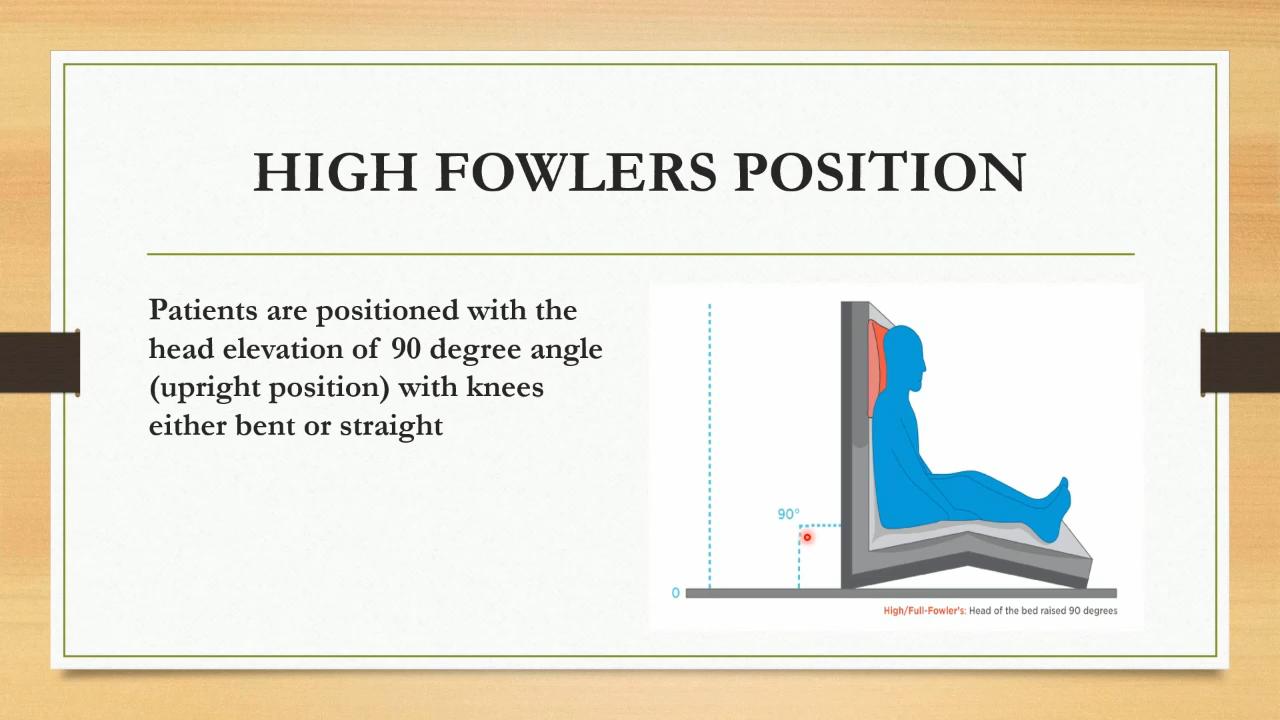 HIGH FOWLERS POSITION
Patients are positioned with the
head elevation of 90 degree angle
(upright position) with knees
either bent or straight
90°
0
High/Full-Fowler's: Head of the bed raised 90 degrees